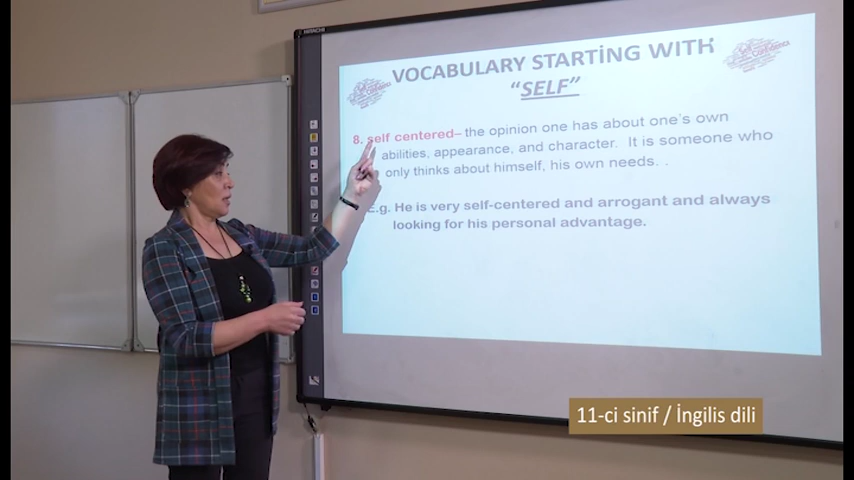 HITACHI
VOCABULARY STARTİNG WITH
“SELF”
8. self centered– the opinion one has about one’s own
abilities, appearance, and character. It is someone who
only thinks about himself, his own needs. .
E.g. He is very self-centered and arrogant and always
looking for his personal advantage.
11-ci sinif / İngilis dili